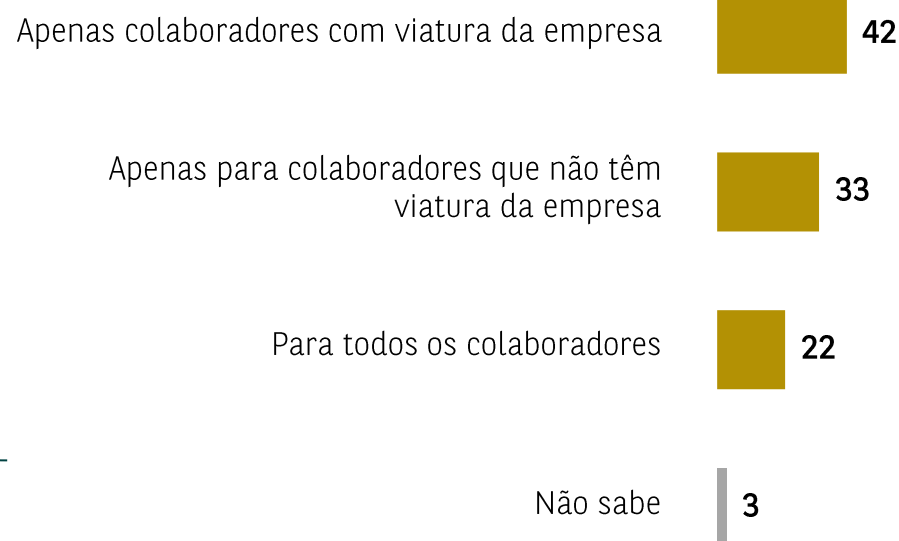 Apenas colaboradores com viatura da empresa 42
Apenas para colaboradores que não têm
viatura da empresa 33
Para todos os colaboradores 22
Não sabe 3